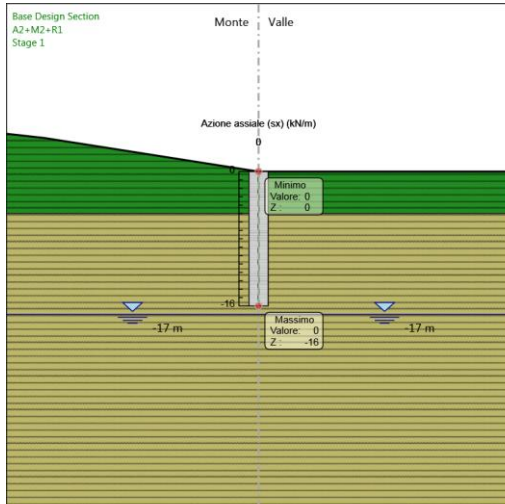 Base Design Section
A2+M2+R1
Stage 1
Monte
Valle
Azione assiale (sx) (kN/m)
0
0
Minimo
Valore: 0
Z : 0
-16
-17 m
-17 m
Massimo
Valore: 0
Z : -16